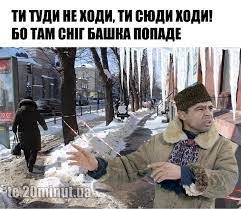 ТИ ТУДИ НЕ ХОДИ, ТИ СЮДИ ХОДИ!
БО ТАМ СНІГ БАШКА ПОПАДЕ
te.20minut.ua